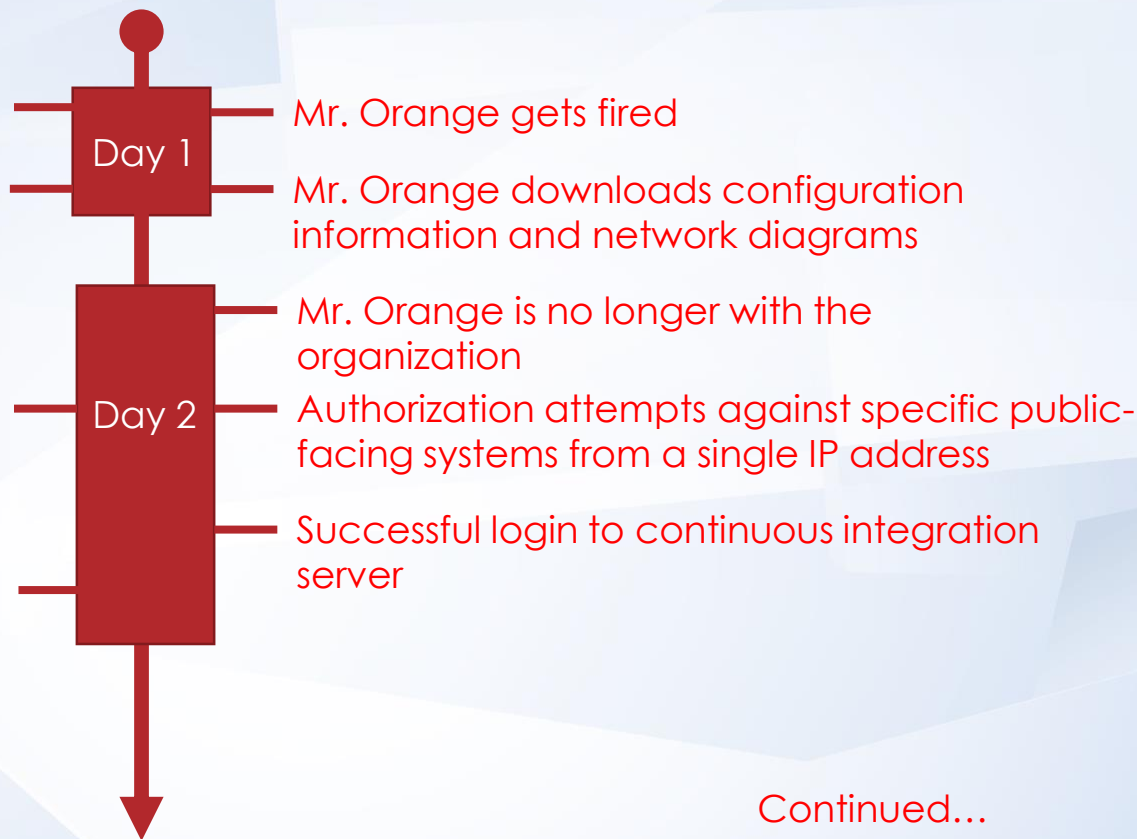 Day 1
Mr. Orange gets fired
Mr. Orange downloads configuration
information and network diagrams
Day 2
Mr. Orange is no longer with the
organization
Authorization attempts against specific public-
facing systems from a single IP address
Successful login to continuous integration
server
Continued…